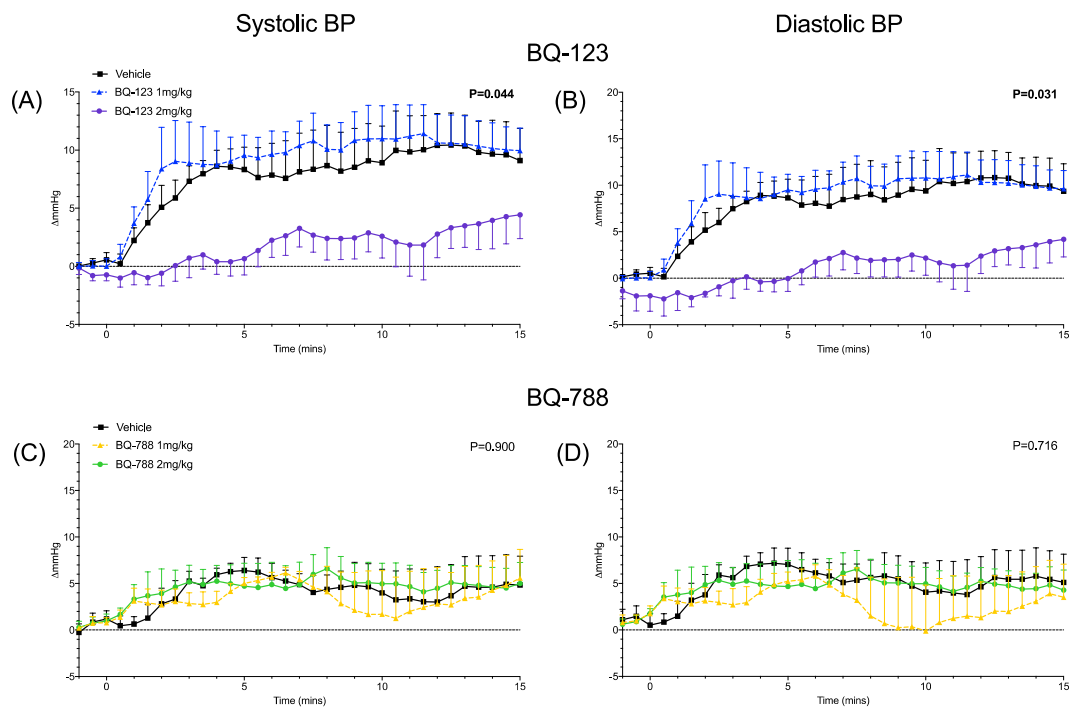 Systolic BP
Diastolic BP
BQ-123
Vehicle
BQ-123 1mg/kg
BQ-123 2mg/kg
(A)
P=0.044
15
10
5
0
-5
ΔmmHg
0
5
10
15
Time (mins)
(B)
P=0.031
20
15
10
5
0
-5
ΔmmHg
0
5
10
15
Time (mins)
BQ-788
Vehicle
BQ-788 1mg/kg
BQ-788 2mg/kg
(C)
P=0.900
20
15
10
5
0
-5
ΔmmHg
0
5
10
15
Time (mins)
(D)
P=0.716
20
15
10
5
0
-5
ΔmmHg
0
5
10
15
Time (mins)